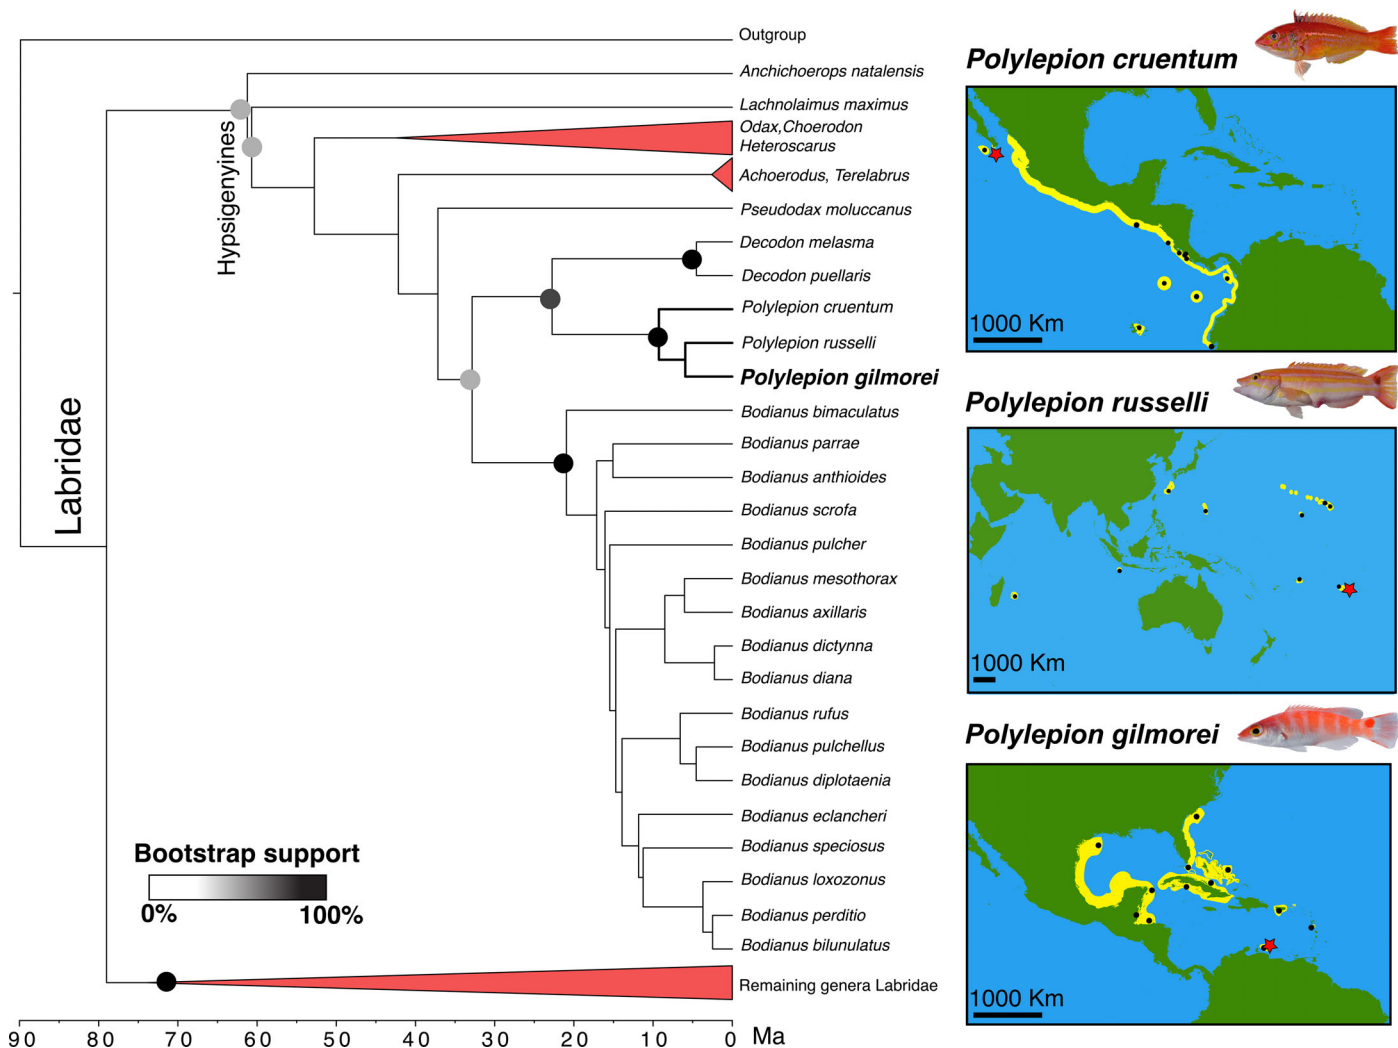 Outgroup
Anchichoerops natalensis
Lachnolaimus maximus
Odax,Choerodon
Heteroscarus
Achoerodus, Terelabrus
Pseudodax moluccanus
Decodon melasma
Decodon puellaris
Polylepion cruentum
Polylepion russelli
Polylepion gilmorei
Bodianus bimaculatus
Bodianus parrae
Bodianus anthioides
Bodianus scrofa
Bodianus pulcher
Bodianus mesothorax
Bodianus axillaris
Bodianus dictynna
Bodianus diana
Bodianus rufus
Bodianus pulchellus
Bodianus diplotaenia
Bodianus eclancheri
Bodianus speciosus
Bodianus loxozonus
Bodianus perditio
Bodianus bilunulatus
Remaining genera Labridae
Hypsigenyines
Labridae
Bootstrap support
0% 100%
90 80 70 60 50 40 30 20 10 0 Ma
Polylepion cruentum
1000 Km
Polylepion russelli
1000 Km
Polylepion gilmorei
1000 Km